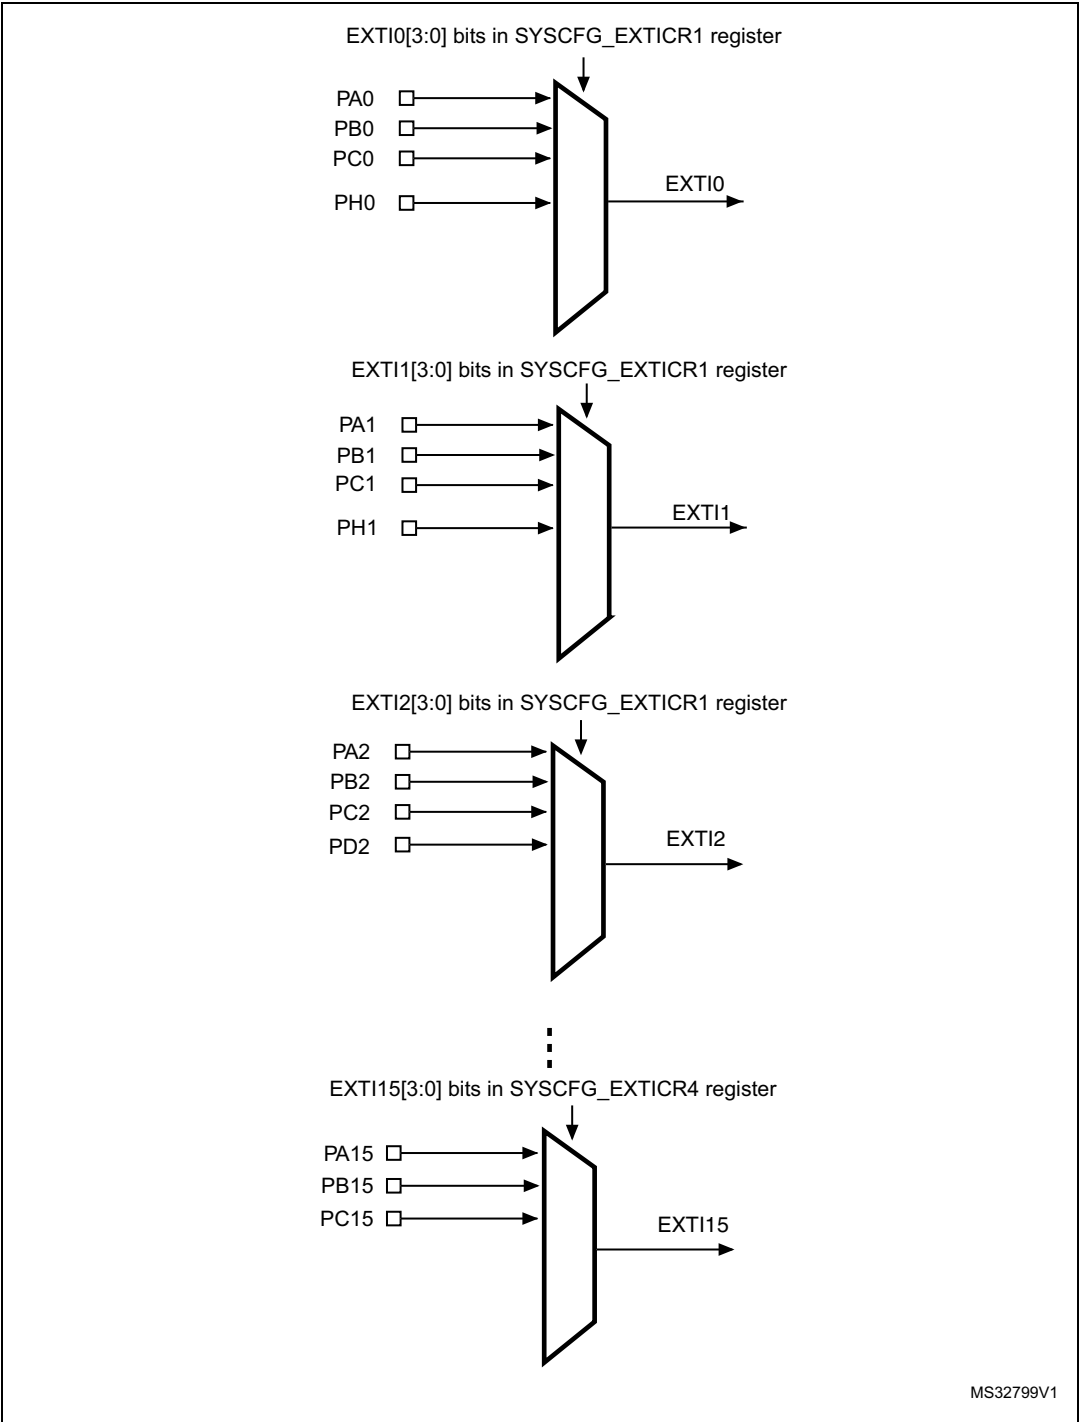 EXTI0[3:0] bits in SYSCFG_EXTICR1 register
PA0
PB0
PC0
PH0
EXTI0
EXTI1[3:0] bits in SYSCFG_EXTICR1 register
PA1
PB1
PC1
PH1
EXTI1
EXTI2[3:0] bits in SYSCFG_EXTICR1 register
PA2
PB2
PC2
PD2
EXTI2
EXTI15[3:0] bits in SYSCFG_EXTICR4 register
PA15
PB15
PC15
EXTI15
MS32799V1